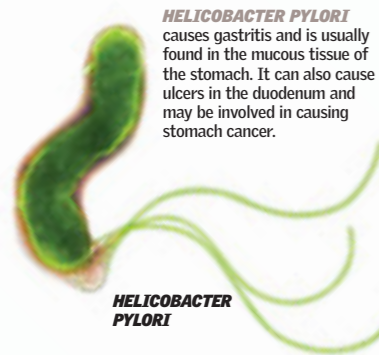 HELICOBACTER PYLORI
causes gastritis and is usually
found in the mucous tissue of
the stomach. It can also cause
ulcers in the duodenum and
may be involved in causing
stomach cancer.
HELICOBACTER
PYLORI